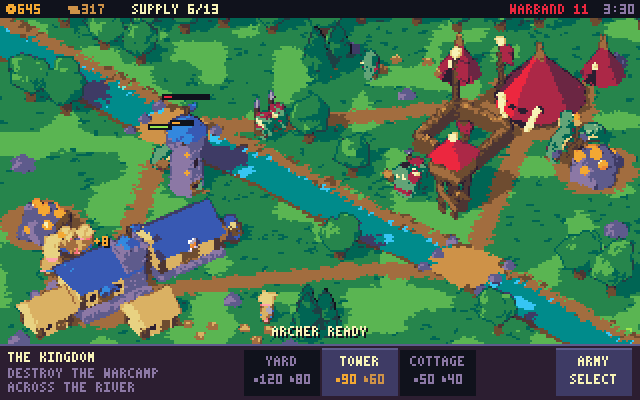 645 317 SUPPLY 6/13 WARBAND 11 3:30
+8
ARCHER READY
THE KINGDOM
DESTROY THE WARCAMP
ACROSS THE RIVER
YARD
120 80
TOWER
90 60
COTTAGE
50 40
ARMY
SELECT